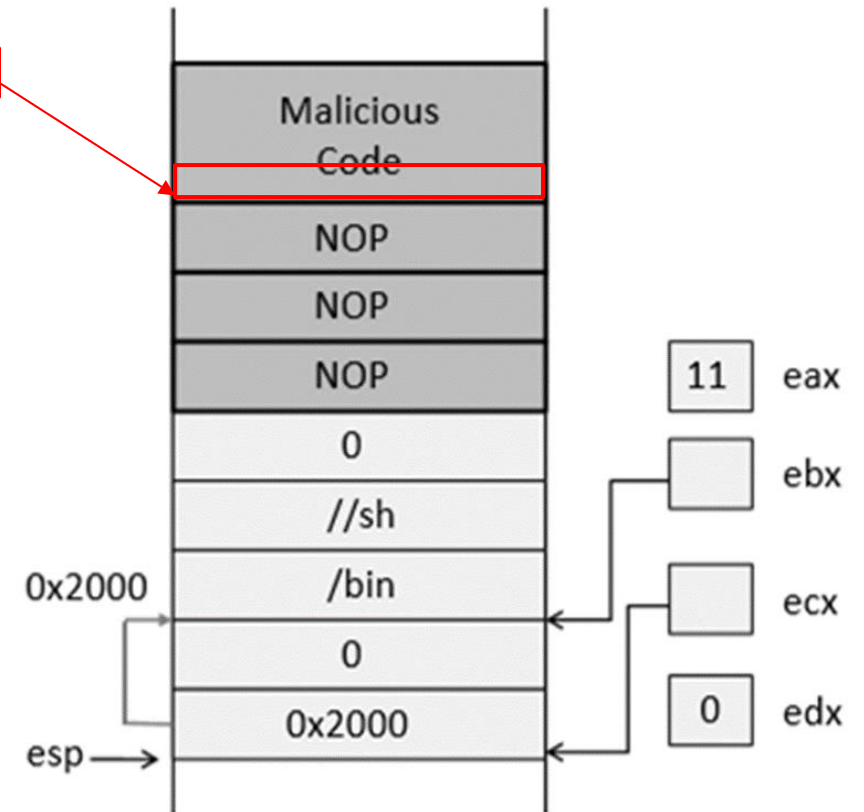 Malicious
Code
NOP
NOP
NOP
11 eax
0
ebx
//sh
0x2000
/bin
ecx
0
0x2000
0 edx
esp